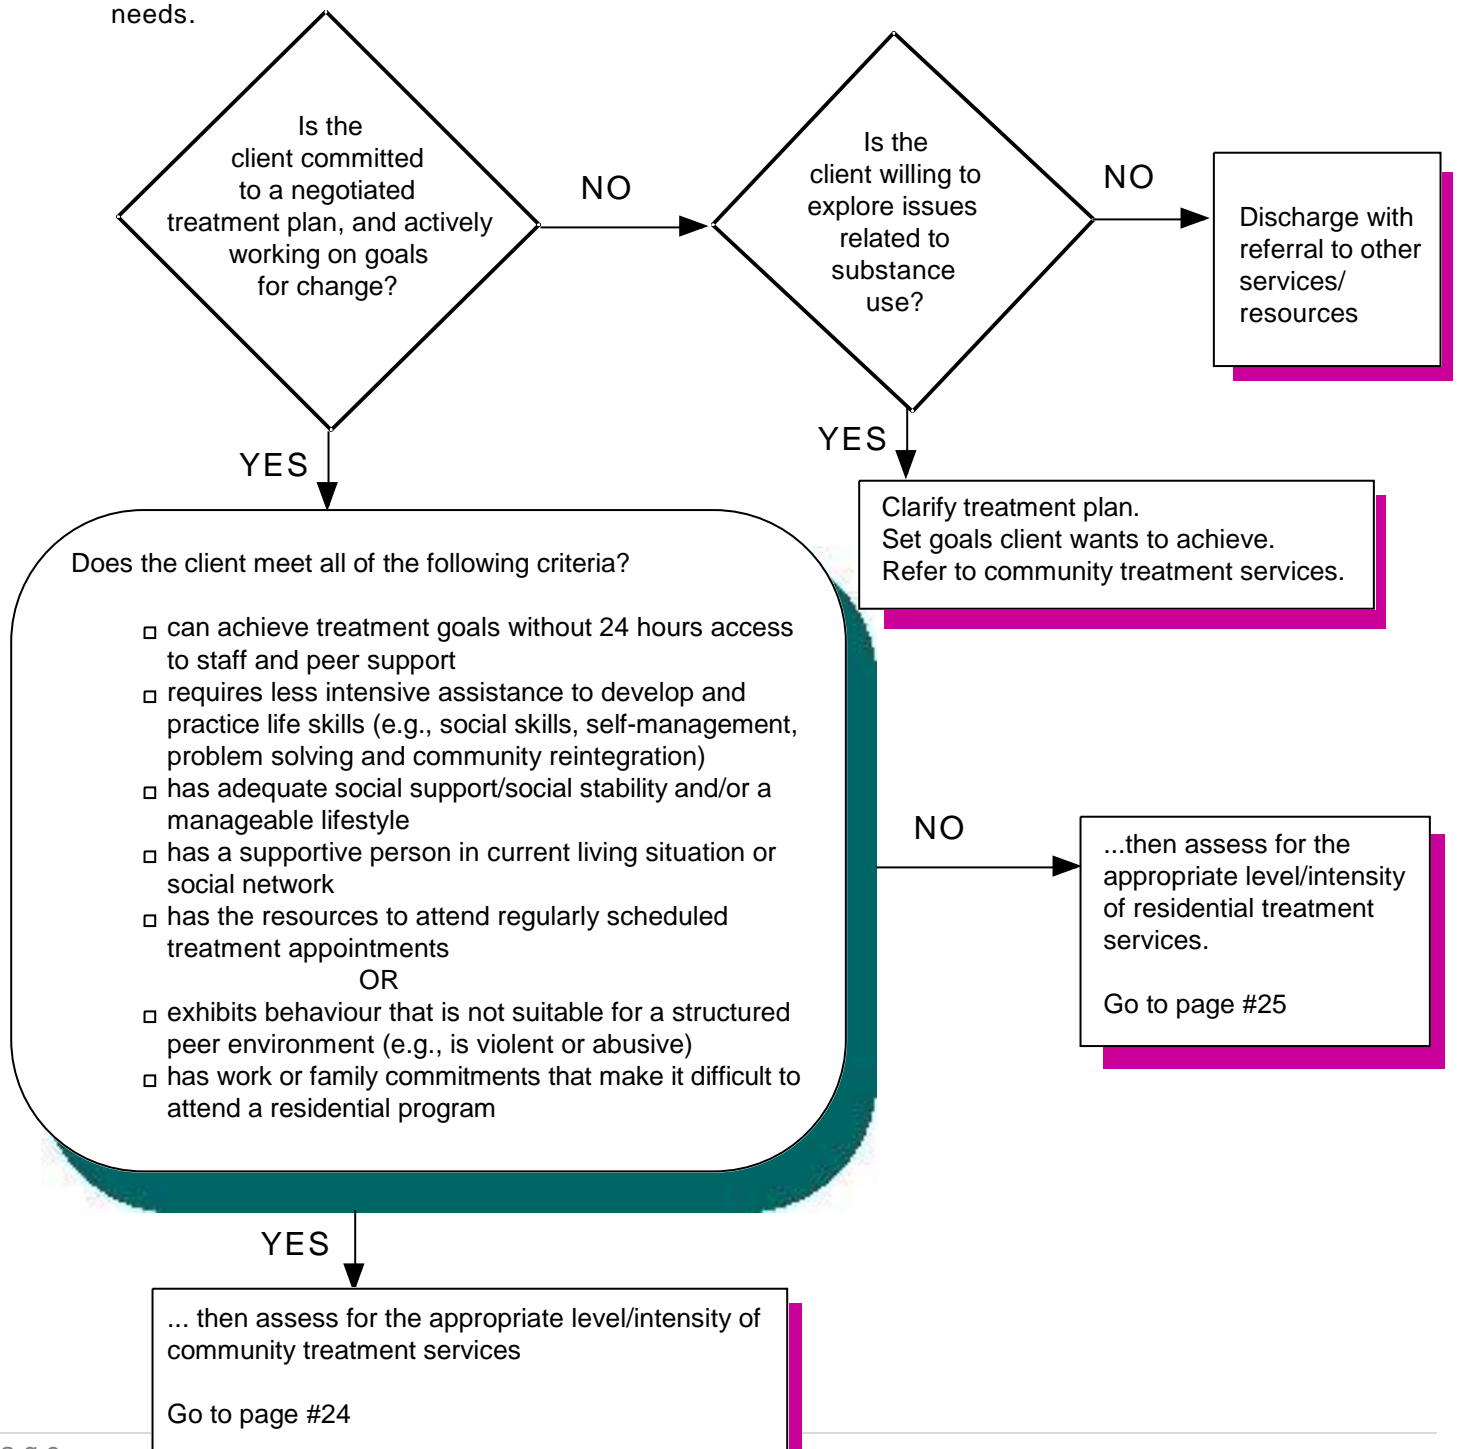 needs.
Is the
client committed
to a negotiated
treatment plan, and actively
working on goals
for change?
NO
Is the
client willing to
explore issues
related to
substance
use?
NO
Discharge with
referral to other
services/
resources
YES
Clarify treatment plan.
Set goals client wants to achieve.
Refer to community treatment services.
YES
Does the client meet all of the following criteria?
can achieve treatment goals without 24 hours access
to staff and peer support
requires less intensive assistance to develop and
practice life skills (e.g., social skills, self-management,
problem solving and community reintegration)
has adequate social support/social stability and/or a
manageable lifestyle
has a supportive person in current living situation or
social network
has the resources to attend regularly scheduled
treatment appointments
OR
exhibits behaviour that is not suitable for a structured
peer environment (e.g., is violent or abusive)
has work or family commitments that make it difficult to
attend a residential program
NO
...then assess for the
appropriate level/intensity
of residential treatment
services.
Go to page #25
YES
... then assess for the appropriate level/intensity of
community treatment services
Go to page #24